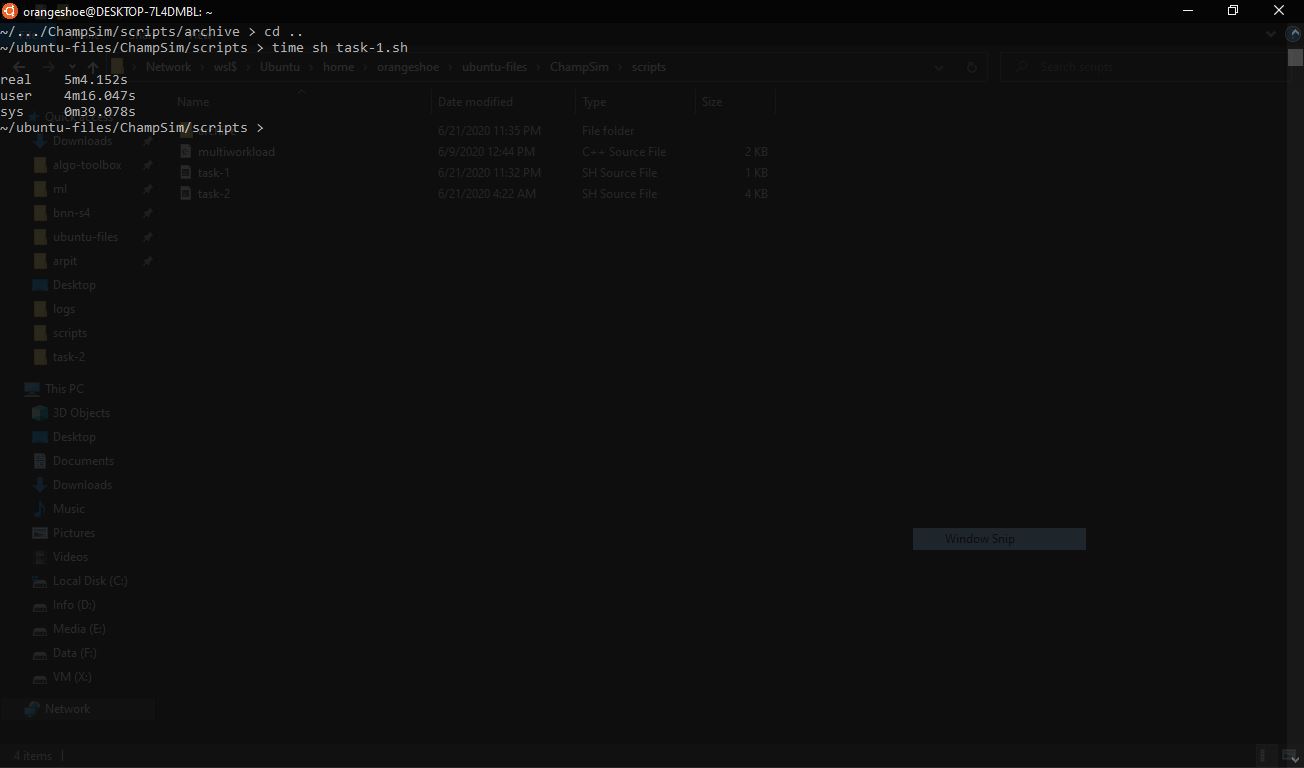 orangeshoe@DESKTOP-7L4DMBL: ~
~/.../ChampSim/scripts/archive > cd ..
~/ubuntu-files/ChampSim/scripts > time sh task-1.sh
Network › wsl$ › Ubuntu › home › orangeshoe › ubuntu-files › ChampSim › scripts
Search scripts
real 5m4.152s
user 4m16.047s
sys 0m39.078s
~/ubuntu-files/ChampSim/scripts >
Name Date modified Type Size
6/21/2020 11:35 PM File folder
multiworkload 6/9/2020 12:44 PM C++ Source File 2 KB
task-1 6/21/2020 11:32 PM SH Source File 1 KB
task-2 6/21/2020 4:22 AM SH Source File 4 KB
Downloads
algo-toolbox
ml
bnn-s4
ubuntu-files
arpit
Desktop
logs
scripts
task-2
This PC
3D Objects
Desktop
Documents
Downloads
Music
Pictures
Videos
Local Disk (C:)
Info (D:)
Media (E:)
Data (F:)
VM (X:)
Network
Window Snip
4 items